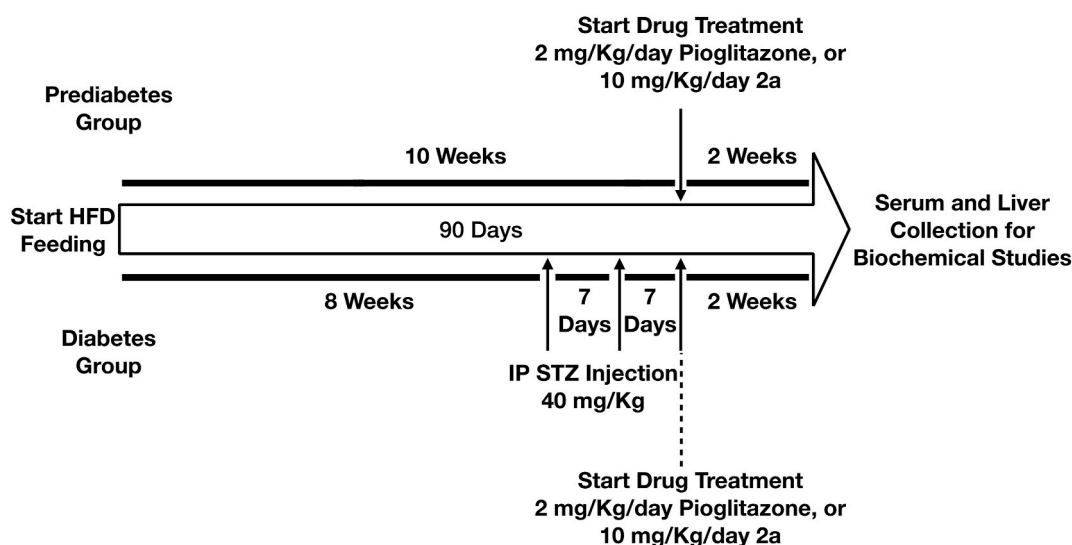 Start Drug Treatment
2 mg/Kg/day Pioglitazone, or
10 mg/Kg/day 2a
Prediabetes
Group
10 Weeks
2 Weeks
Start HFD
Feeding
90 Days
Serum and Liver
Collection for
Biochemical Studies
8 Weeks
7
Days
7
Days
2 Weeks
Diabetes
Group
IP STZ Injection
40 mg/Kg
Start Drug Treatment
2 mg/Kg/day Pioglitazone, or
10 mg/Kg/day 2a